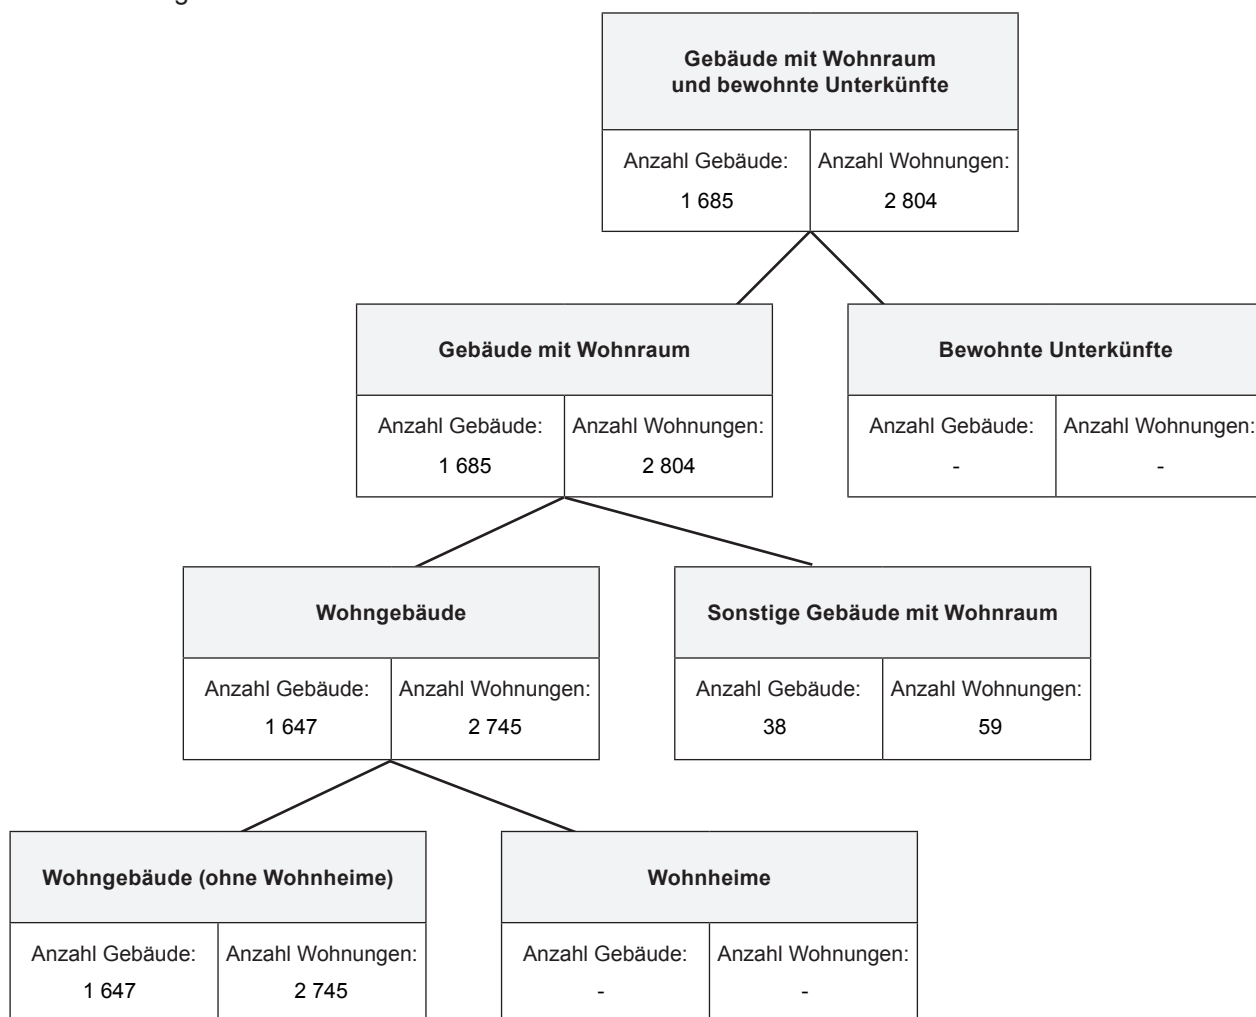 Gebäude mit Wohnraum
und bewohnte Unterkünfte
Anzahl Gebäude: Anzahl Wohnungen:
1 685 2 804
Gebäude mit Wohnraum Bewohnte Unterkünfte
Anzahl Gebäude: Anzahl Wohnungen: Anzahl Gebäude: Anzahl Wohnungen:
1 685 2 804 - -
Wohngebäude Sonstige Gebäude mit Wohnraum
Anzahl Gebäude: Anzahl Wohnungen: Anzahl Gebäude: Anzahl Wohnungen:
1 647 2 745 38 59
Wohngebäude (ohne Wohnheime) Wohnheime
Anzahl Gebäude: Anzahl Wohnungen: Anzahl Gebäude: Anzahl Wohnungen:
1 647 2 745 - -